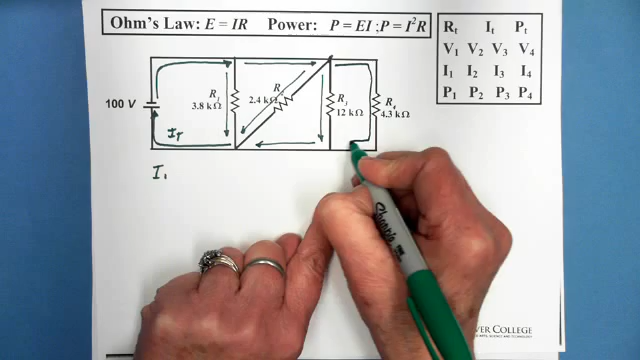 Ohm's Law: E = IR Power: P = EI ; P = I²R
Rt It Pt
V1 V2 V3 V4
I1 I2 I3 I4
P1 P2 P3 P4
100 V
3.8 kΩ
R
2.4 kΩ
R3
12 kΩ
R4
4.3 kΩ
IT
I1
Sharpie
VER COLLEGE